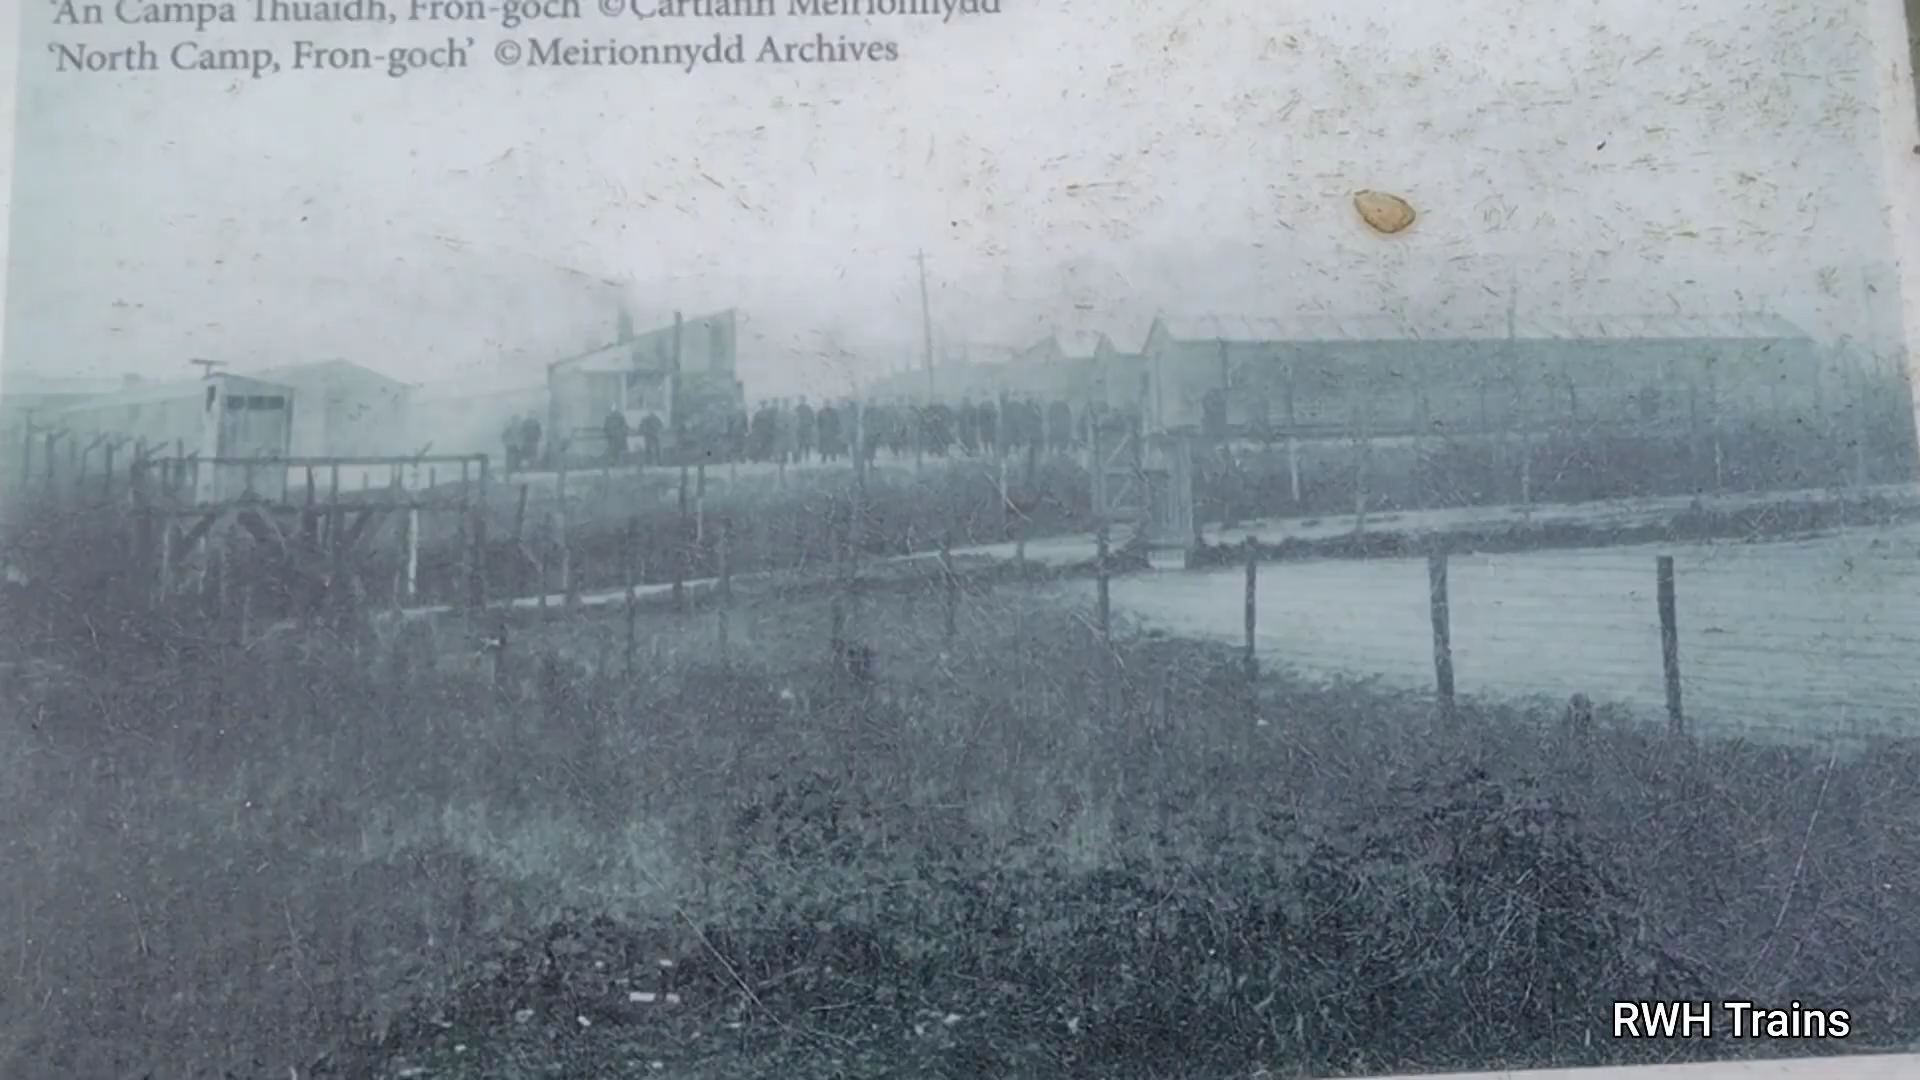 'An Campa Thuaidh, Fron-goch' ©Cartlann Meirionnydd
'North Camp, Fron-goch' ©Meirionnydd Archives
RWH Trains